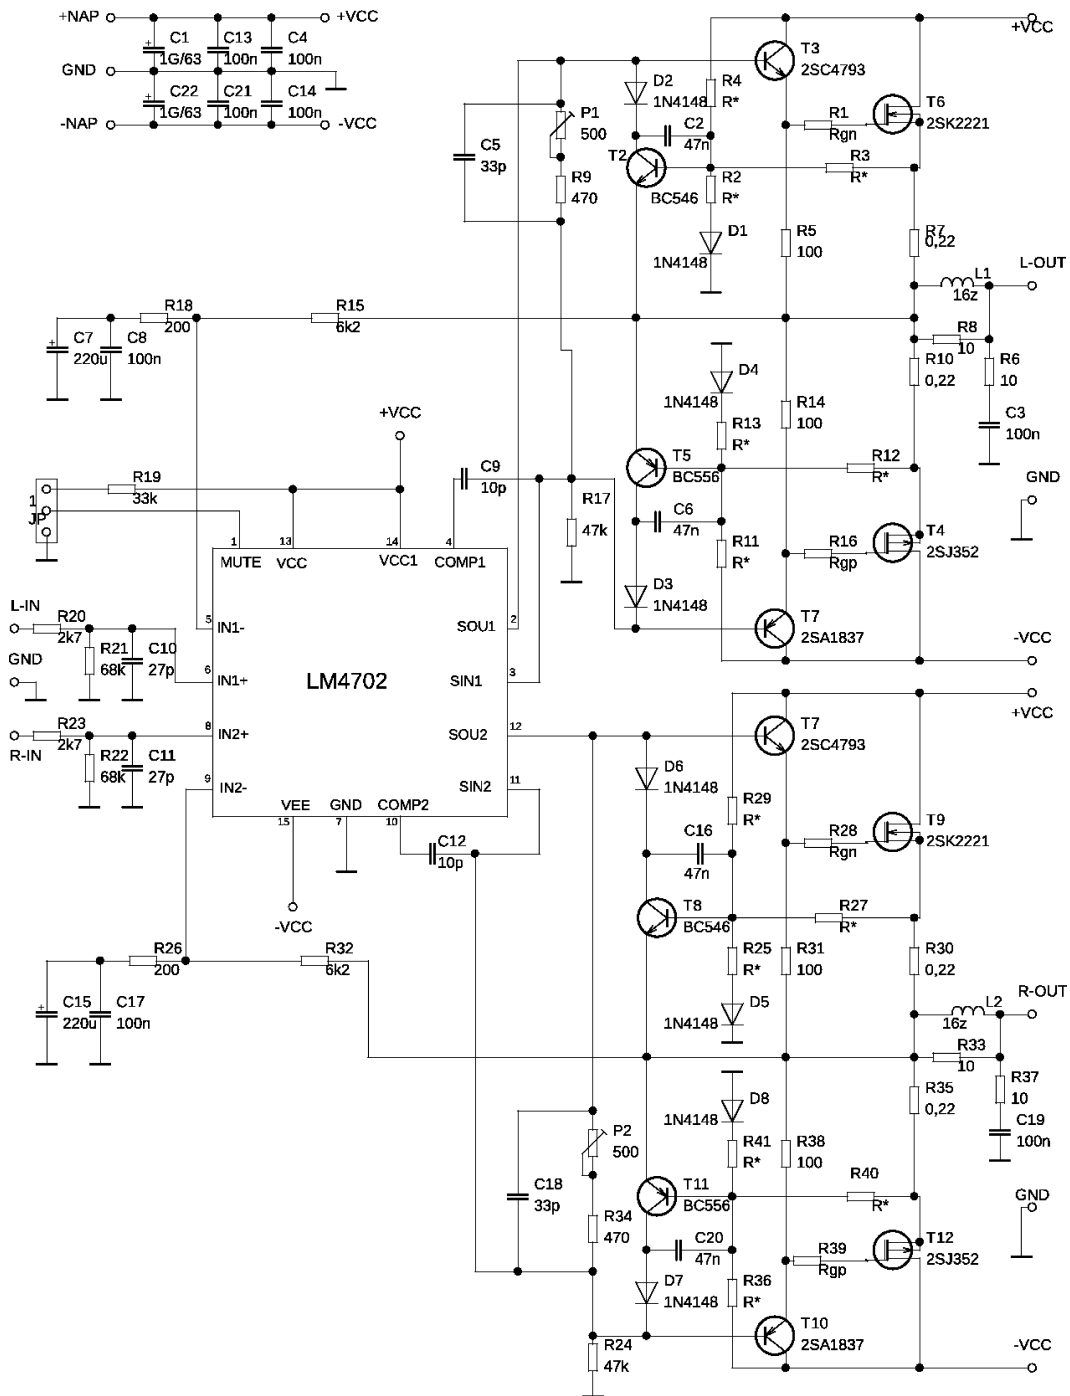 +NAP
+VCC
C1
1G/63
C13
100n
C4
100n
GND
C22
1G/63
C21
100n
C14
100n
-NAP
-VCC
+VCC
T3
2SC4793
D2
1N4148
R4
R*
P1
500
C2
47n
R1
Rgn
T6
2SK2221
C5
33p
T2
BC546
R3
R*
R9
470
R2
R*
D1
1N4148
R5
100
R7
0,22
L1
16z
L-OUT
R18
200
R15
6k2
C7
220u
C8
100n
R8
10
R10
0,22
R6
10
D4
1N4148
R14
100
C3
100n
+VCC
R13
R*
R19
33k
C9
10p
T5
BC556
R12
R*
GND
1
JP
R17
47k
C6
47n
R11
R*
R16
Rgp
T4
2SJ352
1
13
14
4
MUTE
VCC
VCC1
COMP1
D3
1N4148
L-IN
R20
2k7
5
IN1-
SOU1
2
T7
2SA1837
-VCC
GND
R21
68k
C10
27p
6
IN1+
LM4702
SIN1
3
+VCC
R23
2k7
R-IN
8
IN2+
SOU2
12
T7
2SC4793
R22
68k
C11
27p
9
IN2-
SIN2
11
D6
1N4148
R29
R*
VEE
GND
COMP2
15
7
10
C12
10p
C16
47n
R28
Rgn
T9
2SK2221
-VCC
T8
BC546
R27
R*
R26
200
R32
6k2
R25
R*
R31
100
R30
0,22
C15
220u
C17
100n
D5
1N4148
L2
16z
R-OUT
R33
10
D8
1N4148
R35
0,22
R37
10
P2
500
R41
R*
R38
100
C19
100n
C18
33p
T11
BC556
R40
R*
GND
R34
470
C20
47n
R39
Rgp
T12
2SJ352
D7
1N4148
R36
R*
T10
2SA1837
R24
47k
-VCC